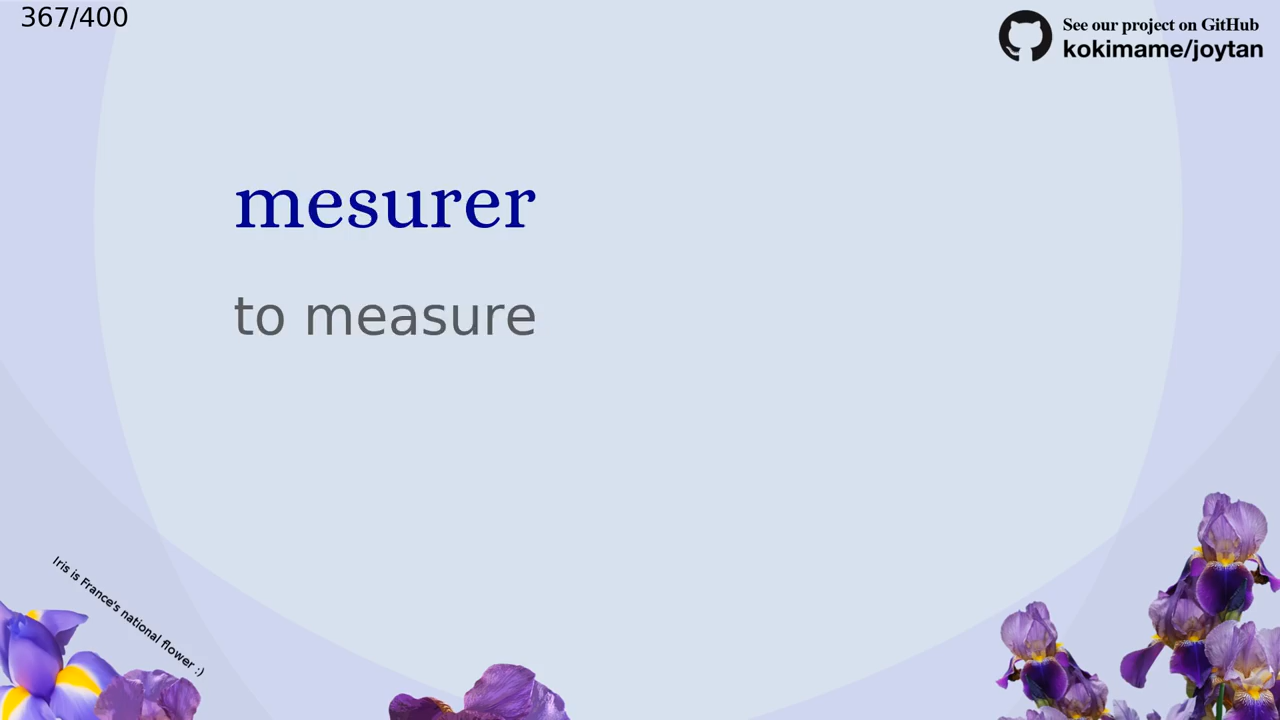 367/400
See our project on GitHub
kokimame/joytan
mesurer
to measure
Iris is France's national flower :)